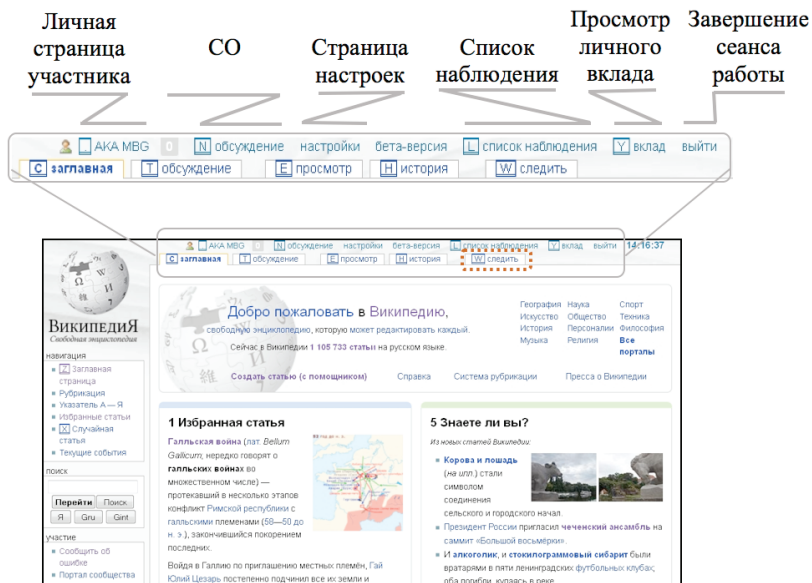 Личная
страница
участника
СО
Страница
настроек
Список
наблюдения
Просмотр
личного
вклада
Завершение
сеанса
работы
AKA MBG 0 N обсуждение настройки бета-версия L список наблюдения Y вклад выйти
C заглавная T обсуждение E просмотр H история W следить
AKA MBG 0 N обсуждение настройки бета-версия L список наблюдения Y вклад выйти 14:16:37
C заглавная T обсуждение E просмотр H история W следить
ВикипедиЯ
Свободная энциклопедия
навигация
Z Заглавная
страница
Рубрикация
Указатель А — Я
Избранные статьи
X Случайная
статья
Текущие события
поиск
Перейти Поиск
Я Gru Gint
участие
Сообщить об
ошибке
Портал сообщества
Добро пожаловать в Википедию,
свободную энциклопедию, которую может редактировать каждый.
Сейчас в Википедии 1 105 733 статьи на русском языке.
География Наука Спорт
Искусство Общество Техника
История Персоналии Философия
Музыка Религия Все
порталы
Создать статью (с помощником) Справка Система рубрикации Пресса о Википедии
1 Избранная статья
Галльская война (лат. Bellum
Gallicum, нередко говорят о
галльских войнах во
множественном числе) —
протекавший в несколько этапов
конфликт Римской республики с
галльскими племенами (58—50 до
н. э.), закончившийся покорением
последних.
Войдя в Галлию по приглашению местных племён, Гай
Юлий Цезарь постепенно подчинил все их земли и
5 Знаете ли вы?
Из новых статей Википедии:
Корова и лошадь
(на илл.) стали
символом
соединения
сельского и городского начал.
Президент России пригласил чеченский ансамбль на
саммит «Большой восьмёрки».
И алкоголик, и стокилограммовый сибарит были
вратарями в пяти ленинградских футбольных клубах;
оба погибли, купаясь в реке.